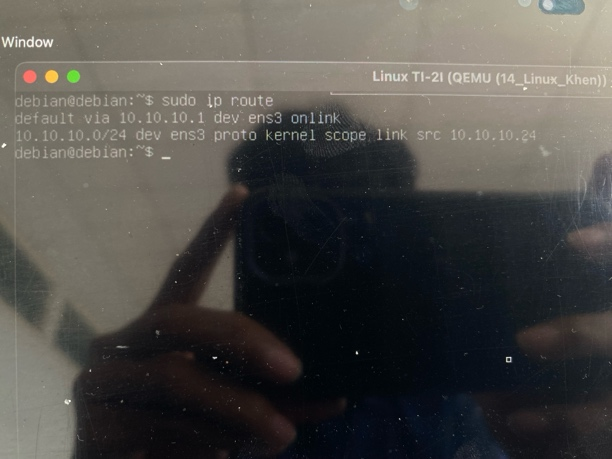 Window
Linux TI-2I (QEMU (14_Linux_Khen))
debian@debian:~$ sudo ip route
default via 10.10.10.1 dev ens3 onlink
10.10.10.0/24 dev ens3 proto kernel scope link src 10.10.10.24
debian@debian:~$ _